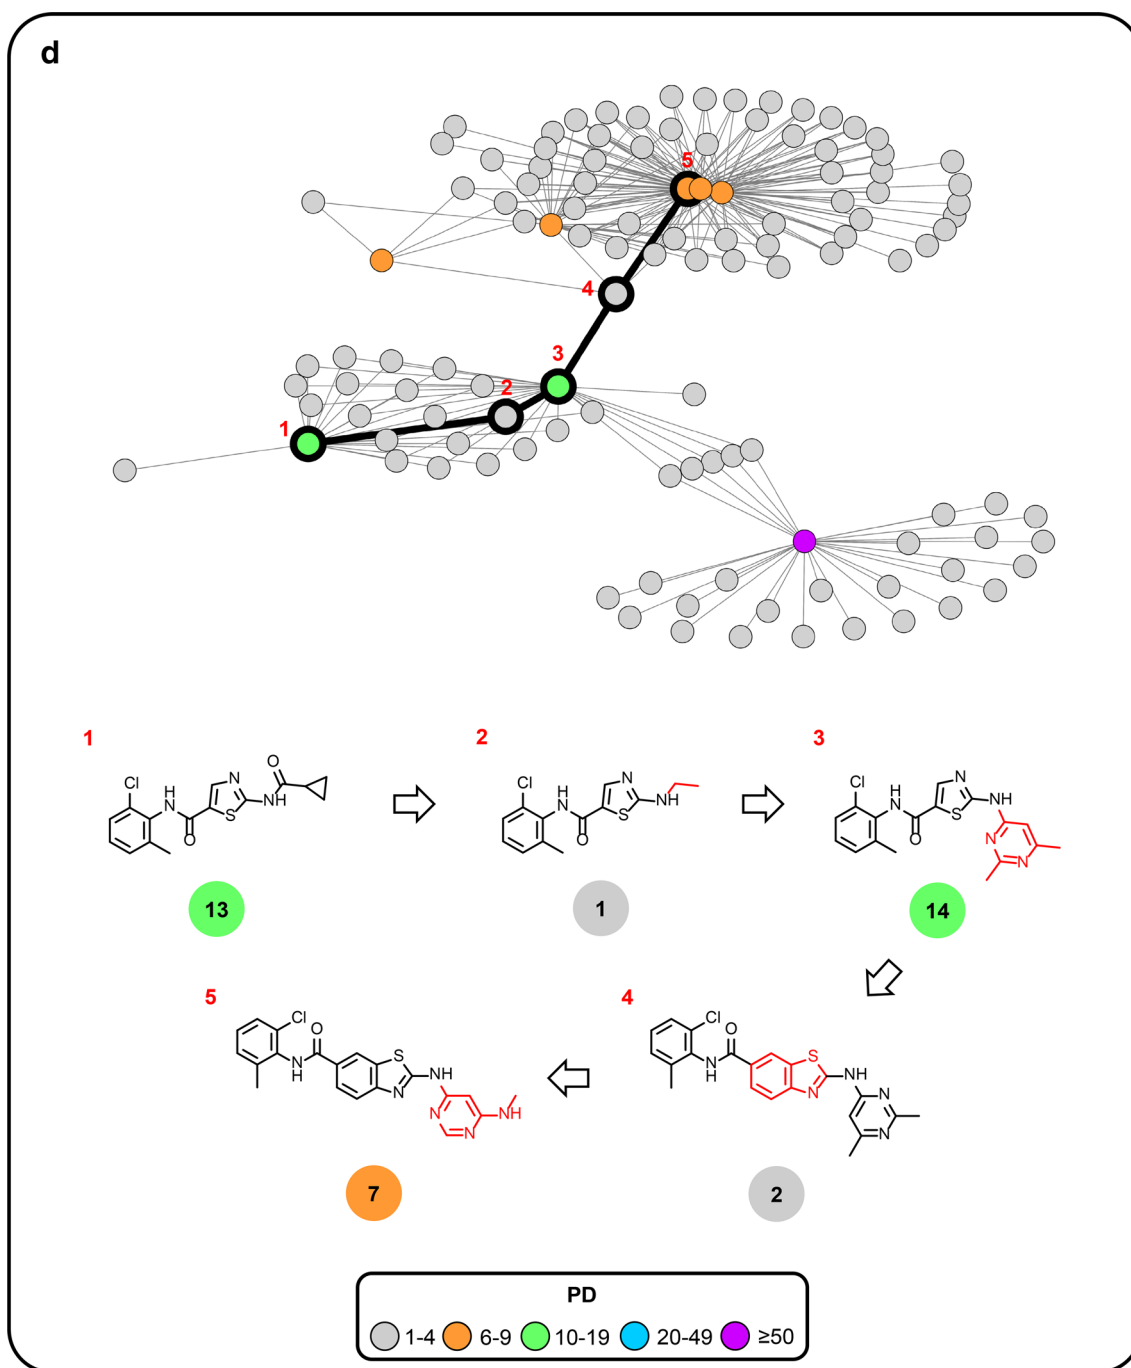 d
5
4
3
2
1
1 2 3
Cl H N O N S NH O
Cl H N O N S NH
Cl H N O N S NH N N
13 1 14
5 4
Cl O N H S N NH N N NH
Cl O N H S N NH N N
7 2
PD
1-4 6-9 10-19 20-49 ≥50